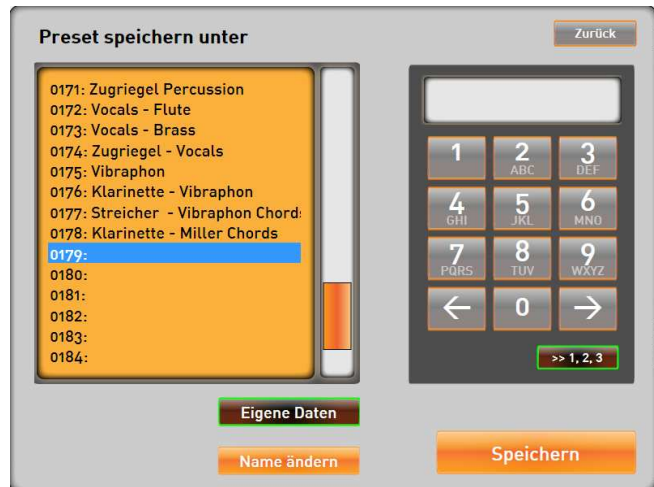 Preset speichern unter
Zurück
0171: Zugriegel Percussion
0172: Vocals - Flute
0173: Vocals - Brass
0174: Zugriegel - Vocals
0175: Vibraphon
0176: Klarinette - Vibraphon
0177: Streicher - Vibraphon Chord:
0178: Klarinette - Miller Chords
0179:
0180:
0181:
0182:
0183:
0184:
1
2
ABC
3
DEF
4
GHI
5
JKL
6
MNO
7
PQRS
8
TUV
9
WXYZ
←
0
→
>> 1, 2, 3
Eigene Daten
Name ändern
Speichern